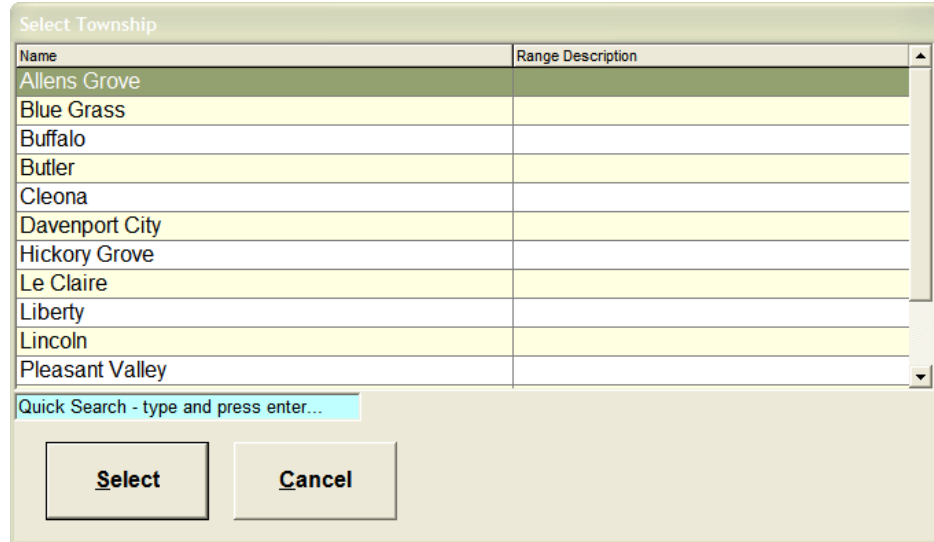 Select Township
Name Range Description
Allens Grove
Blue Grass
Buffalo
Butler
Cleona
Davenport City
Hickory Grove
Le Claire
Liberty
Lincoln
Pleasant Valley
Quick Search - type and press enter...
Select Cancel